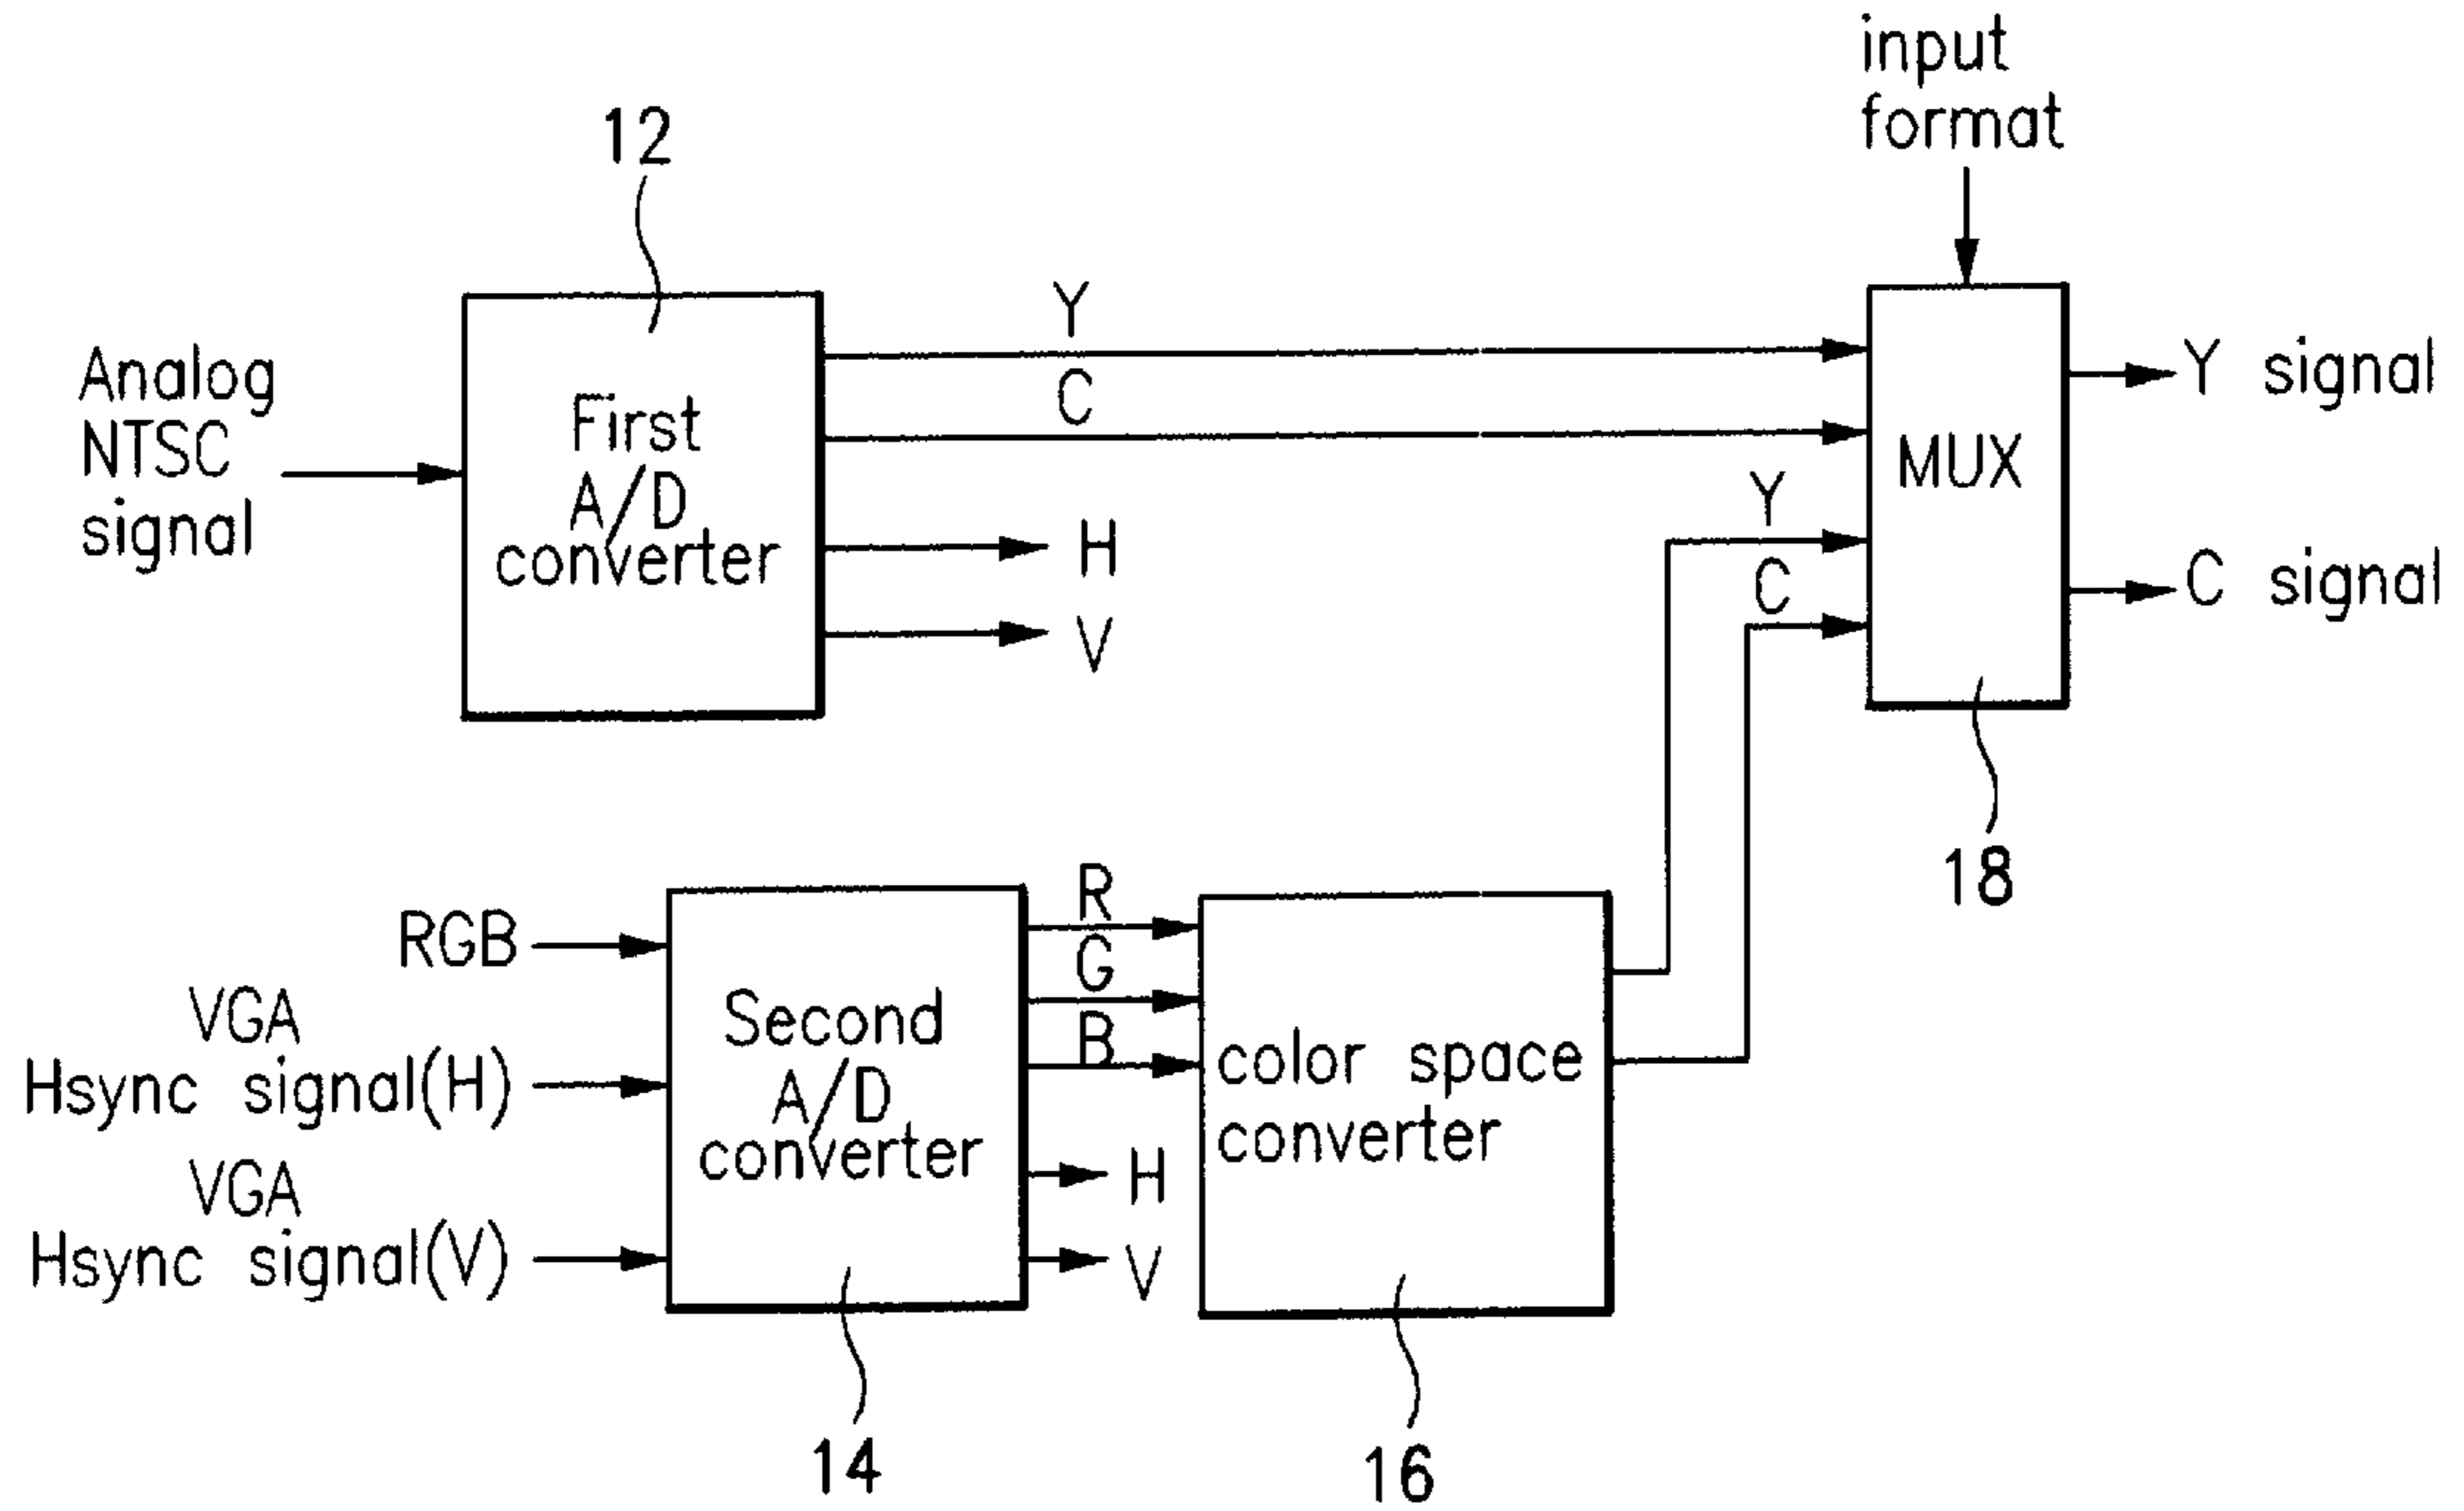 input
format
12
Y
Analog
NTSC
signal
First
A/D
converter
C
Y signal
MUX
Y
H
C
C signal
V
18
RGB
R
G
B
VGA
Hsync signal(H)
Second
A/D
converter
color space
converter
VGA
Hsync signal(V)
H
V
14
16